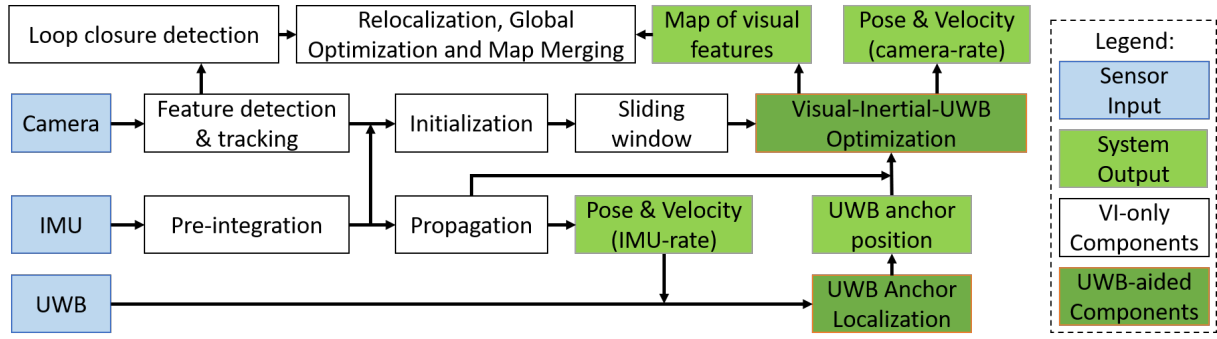 Loop closure detection
Relocalization, Global
Optimization and Map Merging
Map of visual
features
Pose & Velocity
(camera-rate)
Camera
Feature detection
& tracking
Initialization
Sliding
window
Visual-Inertial-UWB
Optimization
IMU
Pre-integration
Propagation
Pose & Velocity
(IMU-rate)
UWB anchor
position
UWB
UWB Anchor
Localization
Legend:
Sensor
Input
System
Output
VI-only
Components
UWB-aided
Components